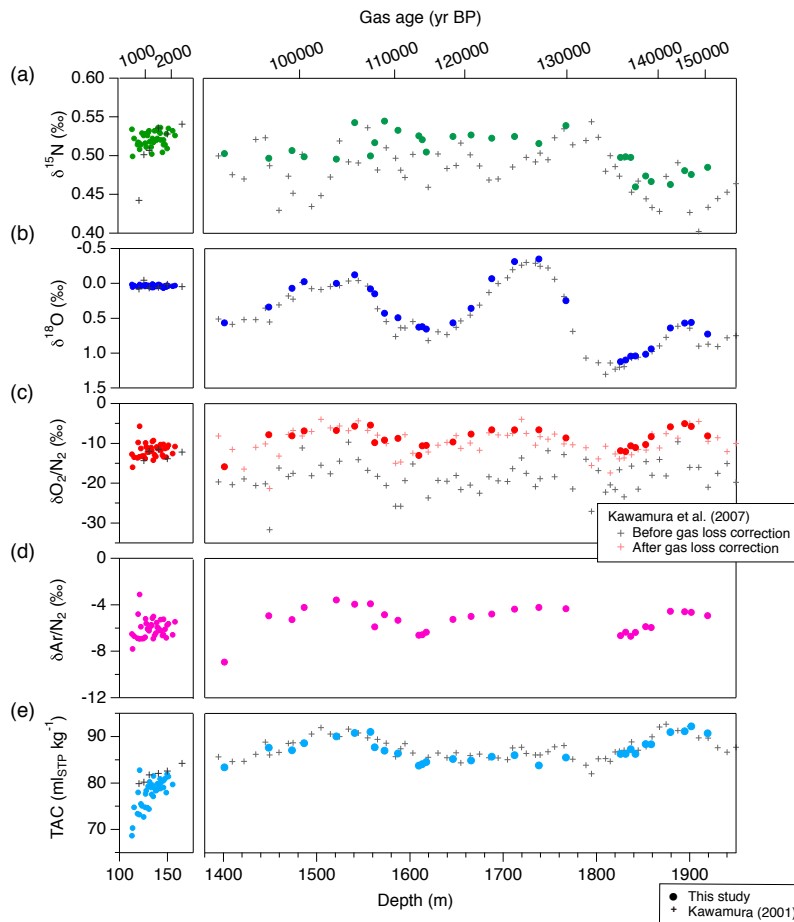 Gas age (yr BP)
1000 2000 100000 110000 120000 130000 140000 150000
(a)
0.60
0.55
0.50
0.45
0.40
δ15N (‰)
(b)
-0.5
0.0
0.5
1.0
1.5
δ18O (‰)
(c)
0
-10
-20
-30
δO2/N2 (‰)
Kawamura et al. (2007)
+ Before gas loss correction
+ After gas loss correction
(d)
0
-4
-8
-12
δAr/N2 (‰)
(e)
90
80
70
TAC (mlSTP kg-1)
100 150 1400 1500 1600 1700 1800 1900
Depth (m)
● This study
+ Kawamura (2001)